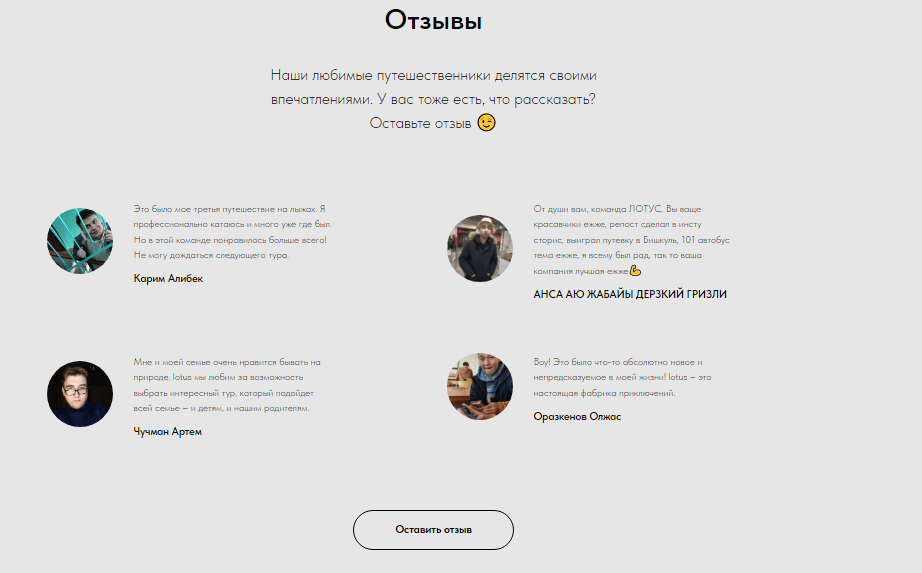 Отзывы
Наши любимые путешественники делятся своими
впечатлениями. У вас тоже есть, что рассказать?
Оставьте отзыв 😉
Это было мое третья путешествие на лыжах. Я
профессионально катаюсь и много уже где был.
Но в этой команде понравилось больше всего!
Не могу дождаться следующего тура.
Карим Алибек
От души вам, команда ЛОТУС, Вы ваще
красавчики ежже, репост сделал в инсту
сторис, выиграл путевку в Бишкуль, 101 автобус
тема ежже, я всему был рад, так то ваша
компания лучшая ежже💪
АНСА АЮ ЖАБАЙЫ ДЕРЗКИЙ ГРИЗЛИ
Мне и моей семье очень нравится бывать на
природе. lotus мы любим за возможность
выбрать интересный тур, который подойдет
всей семье – и детям, и нашим родителям.
Чучман Артем
Воу! Это было что-то абсолютно новое и
непредсказуемое в моей жизни! lotus – это
настоящая фабрика приключений.
Оразкенов Олжас
Оставить отзыв